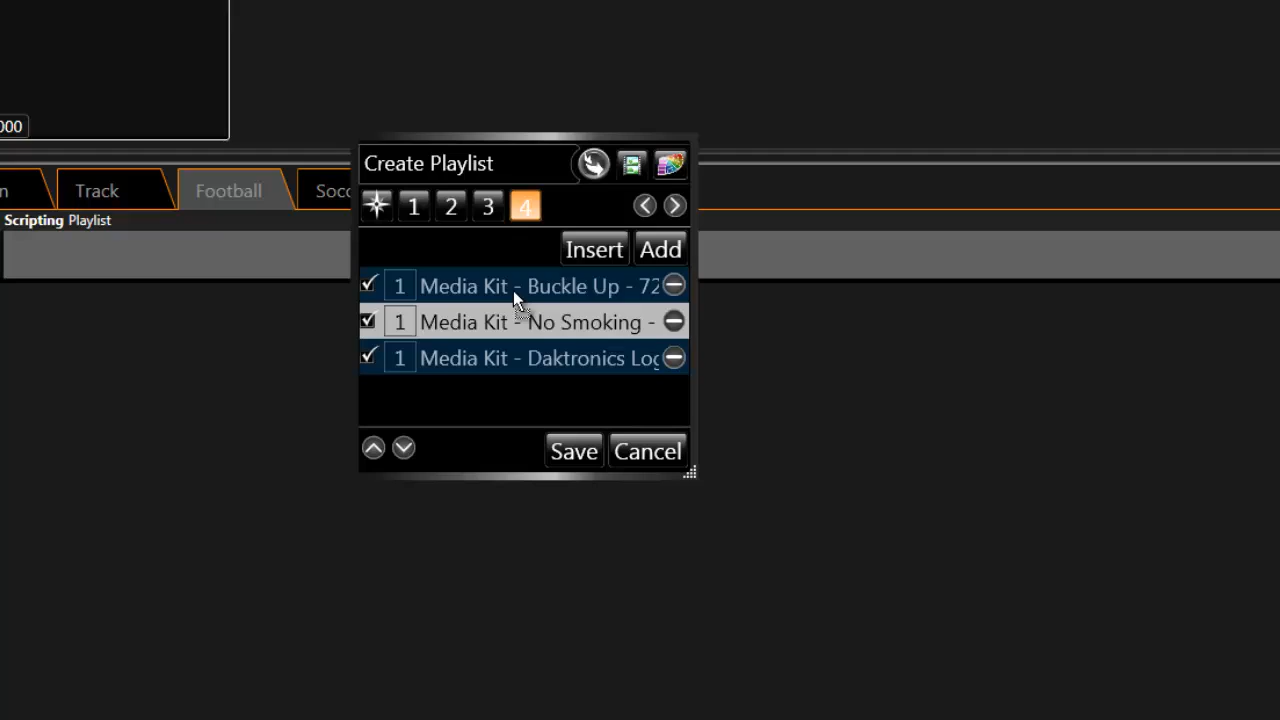 000
Create Playlist
n
Track
Football
Socc
1 2 3 4
Scripting Playlist
Insert Add
1 Media Kit - Buckle Up - 72
1 Media Kit - No Smoking -
1 Media Kit - Daktronics Log
Save Cancel